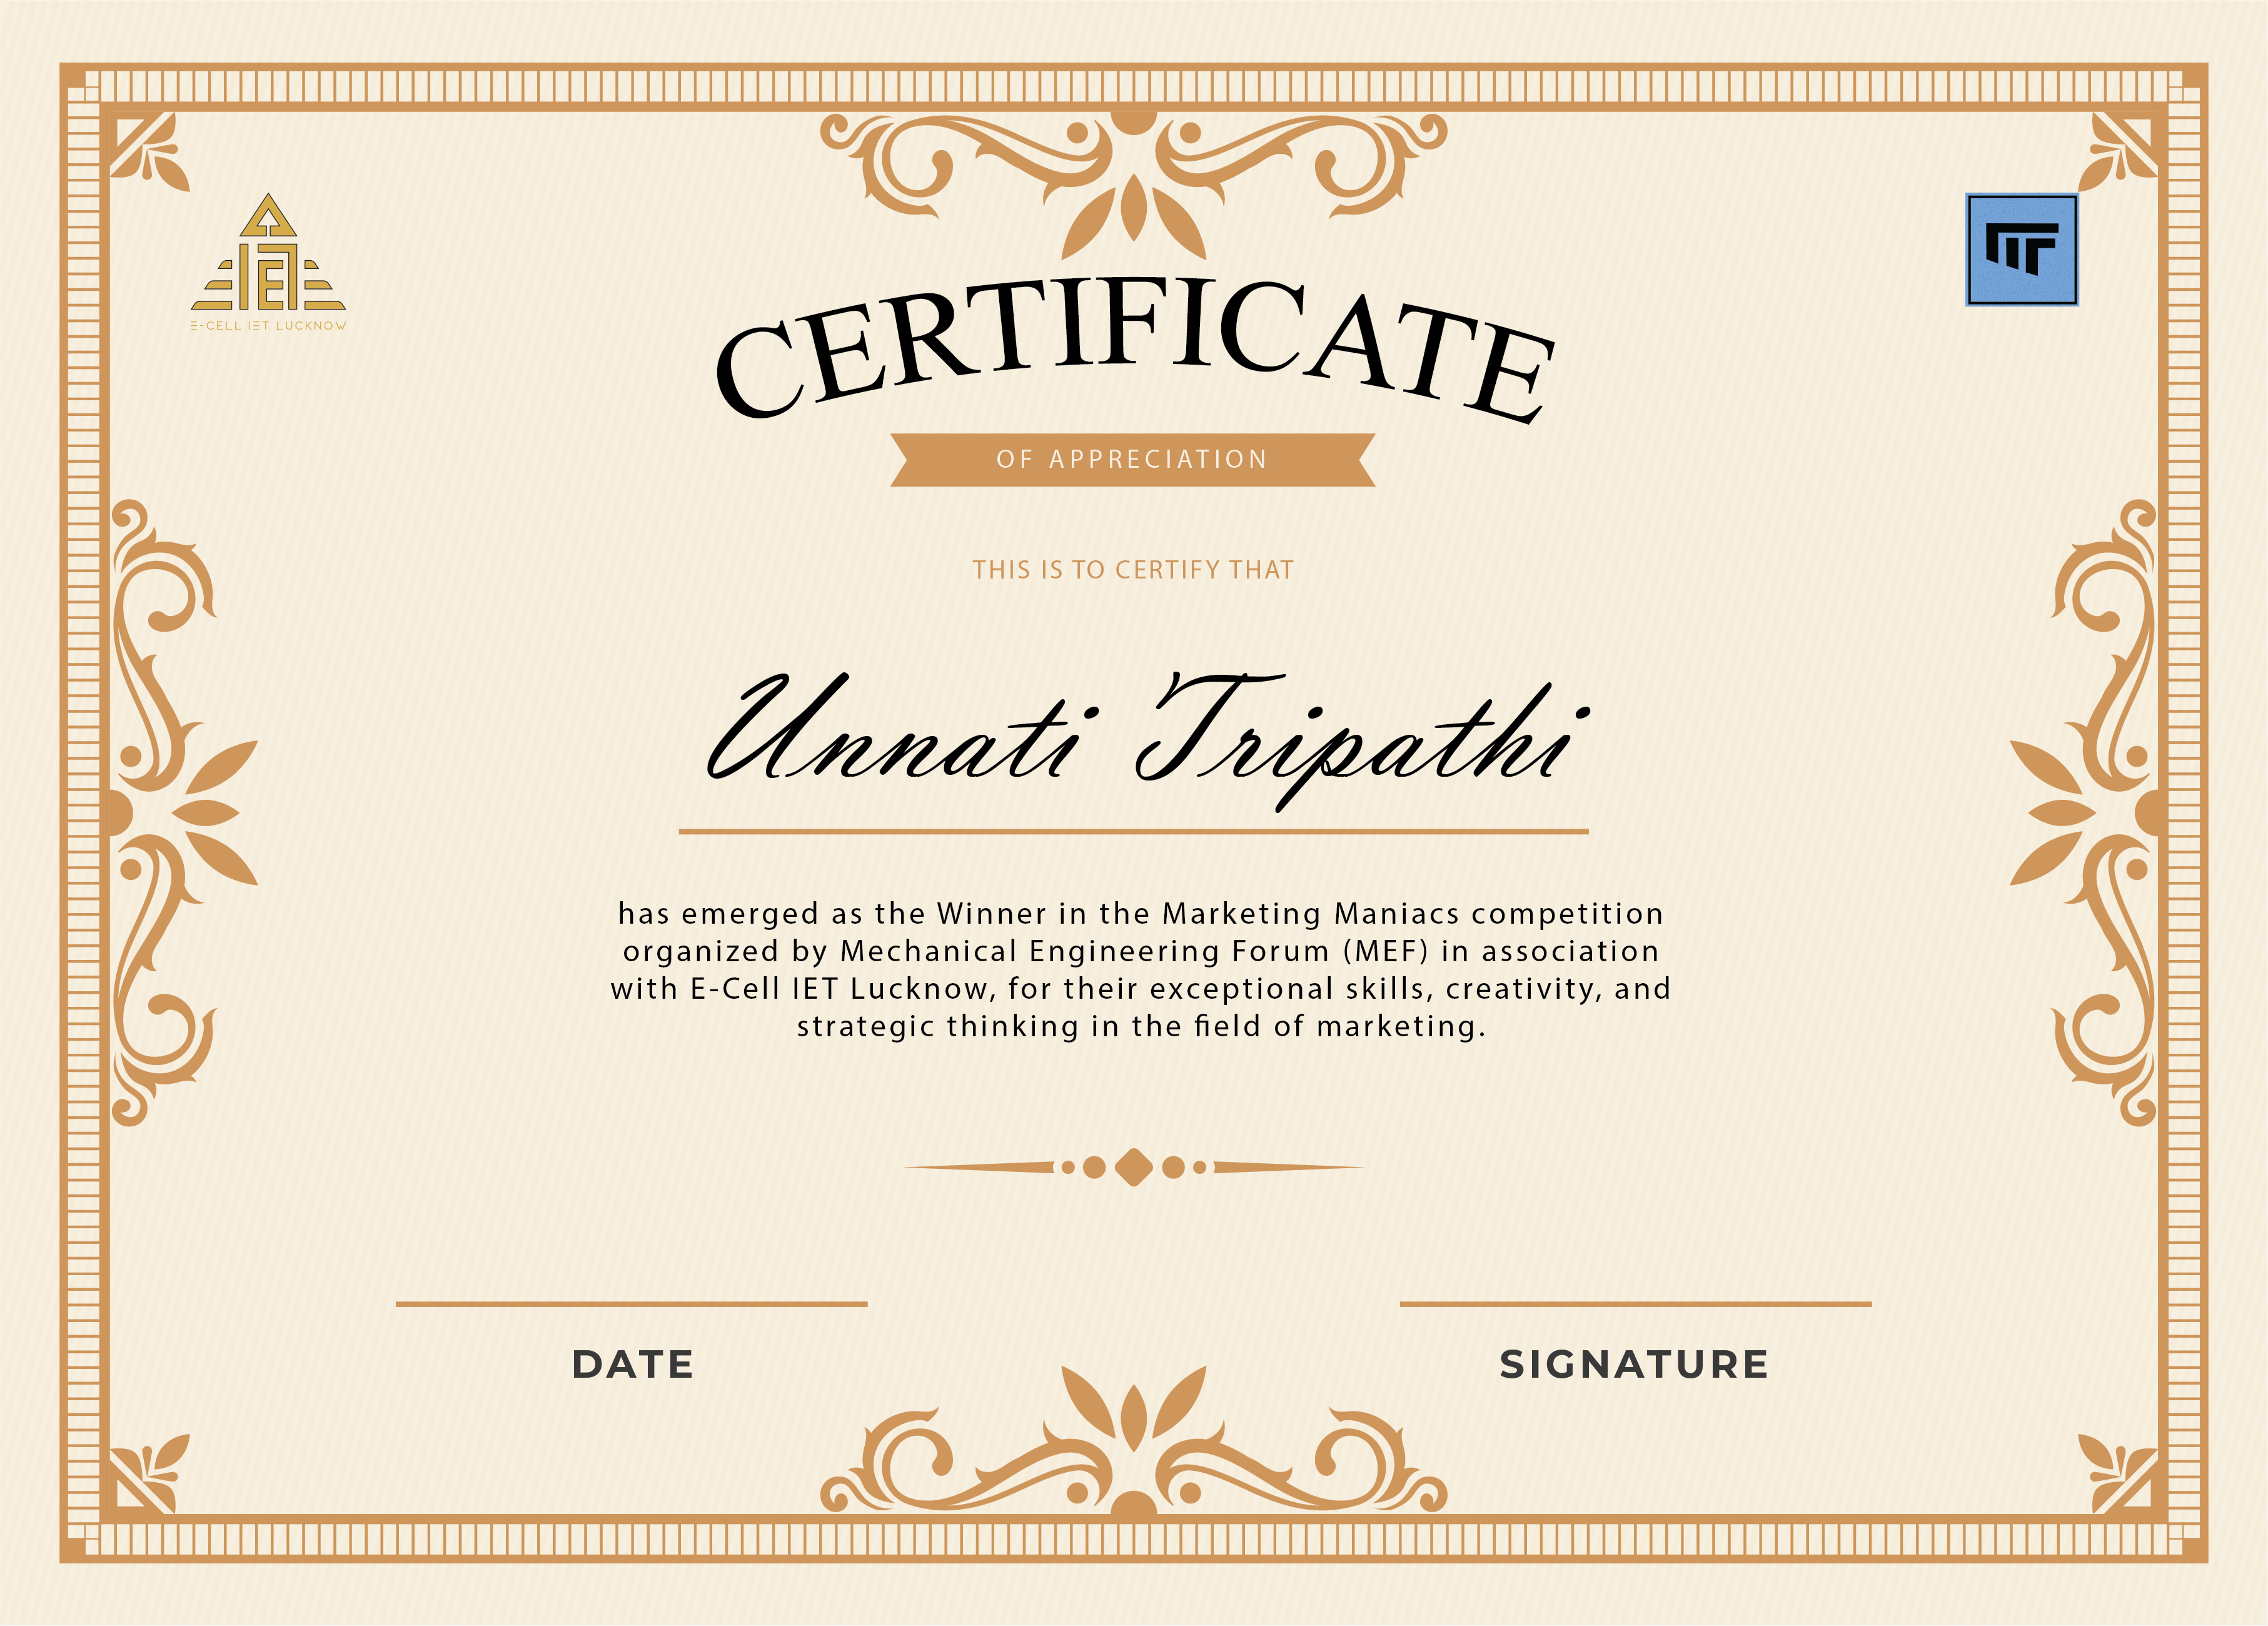 E-CELL IET LUCKNOW
CERTIFICATE
OF APPRECIATION
THIS IS TO CERTIFY THAT
Unnati Tripathi
has emerged as the Winner in the Marketing Maniacs competition
organized by Mechanical Engineering Forum (MEF) in association
with E-Cell IET Lucknow, for their exceptional skills, creativity, and
strategic thinking in the field of marketing.
DATE
SIGNATURE